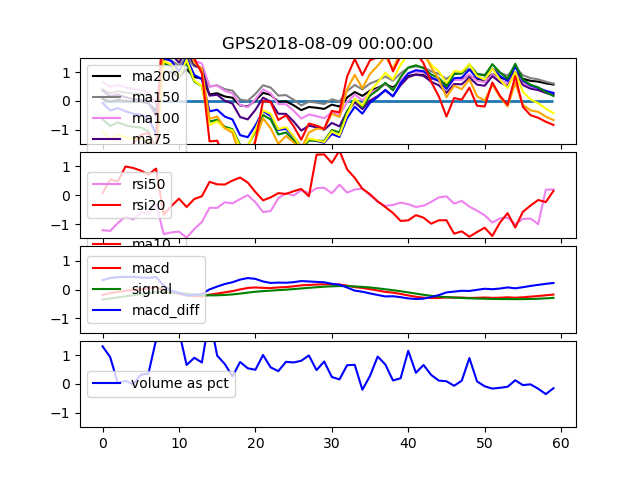 GPS2018-08-09 00:00:00
1
0
−1
ma200
ma150
ma100
ma75
1
0
−1
rsi50
rsi20
ma10
1
0
−1
macd
signal
macd_diff
1
0
−1
volume as pct
0 10 20 30 40 50 60